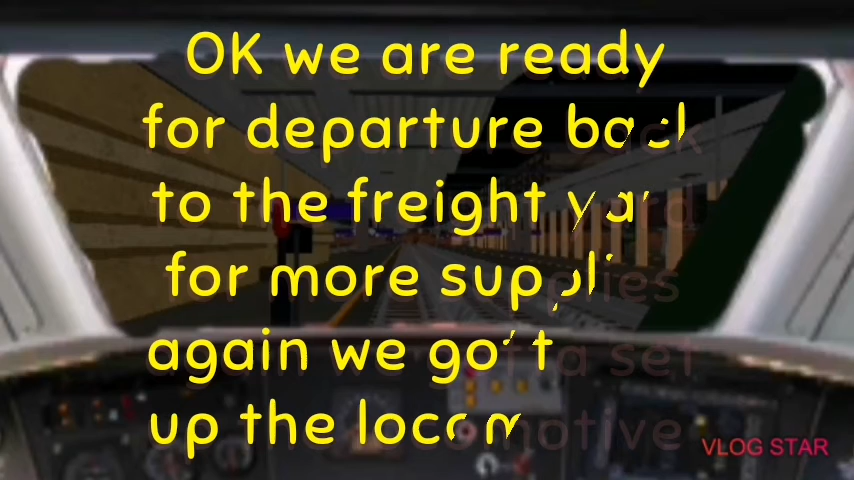 OK we are ready
for departure back
to the freight yard
for more supplies
again we gotta set
up the locomotive
VLOG STAR